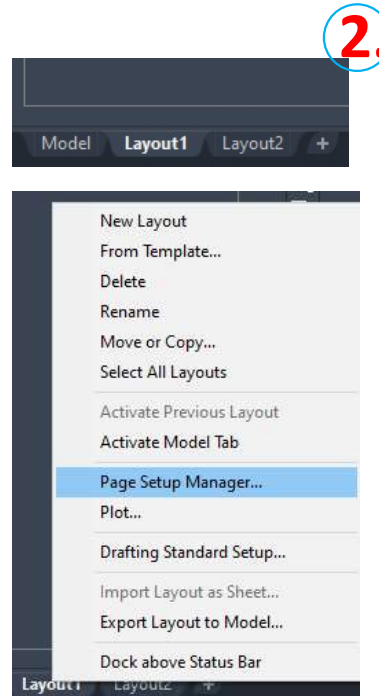 2.
Model Layout1 Layout2 +
New Layout
From Template...
Delete
Rename
Move or Copy...
Select All Layouts
Activate Previous Layout
Activate Model Tab
Page Setup Manager...
Plot...
Drafting Standard Setup...
Import Layout as Sheet...
Export Layout to Model...
Dock above Status Bar
Layout1 Layout2 +